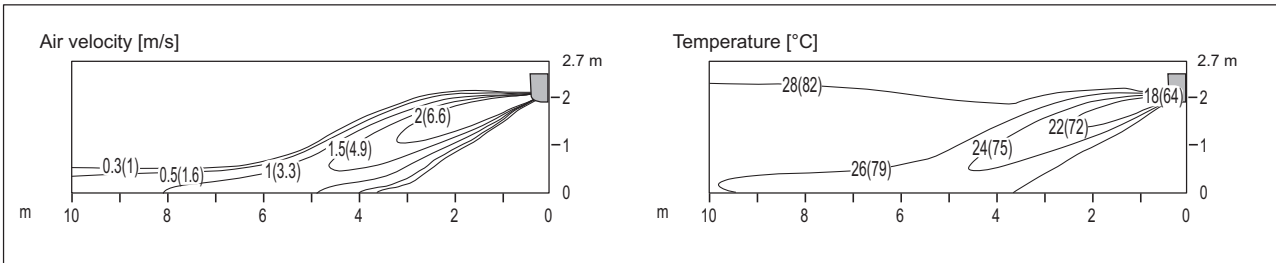 Air velocity [m/s]
2.7 m
2(6.6)
1.5(4.9)
1(3.3)
0.5(1.6)
0.3(1)
2
1
0
m 10 8 6 4 2 0
Temperature [°C]
2.7 m
28(82)
18(64)
22(72)
24(75)
26(79)
2
1
0
m 10 8 6 4 2 0